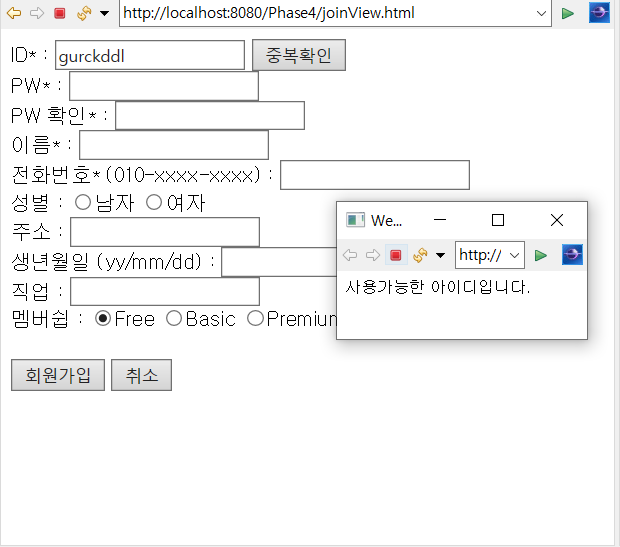 http://localhost:8080/Phase4/joinView.html
ID* : gurckddl 중복확인
PW* :
PW 확인* :
이름* :
전화번호*(010-xxxx-xxxx) :
성별 : 남자 여자
주소 :
생년월일 (yy/mm/dd) :
직업 :
멤버쉽 : Free Basic Premium
회원가입 취소
We...
http://
사용가능한 아이디입니다.